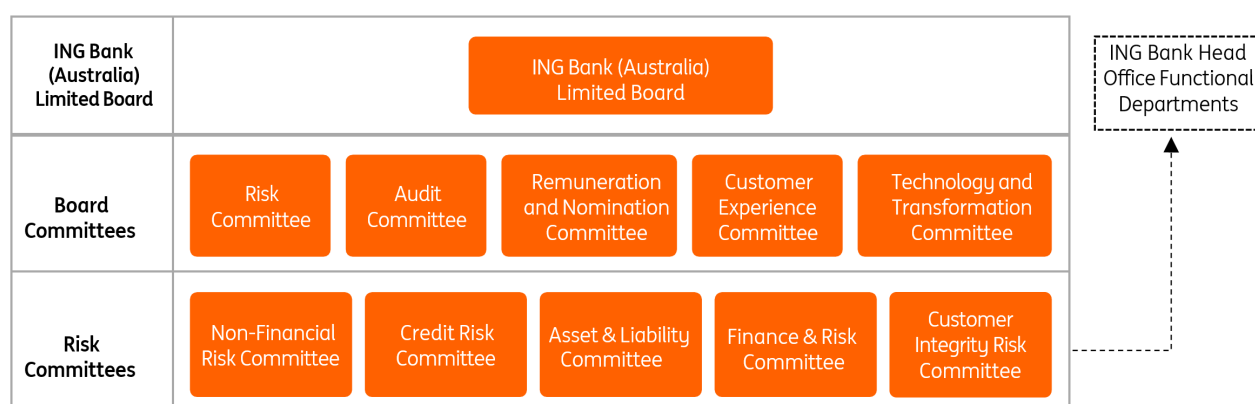 ING Bank
(Australia)
Limited Board
ING Bank (Australia)
Limited Board
ING Bank Head
Office Functional
Departments
Board
Committees
Risk
Committee
Audit
Committee
Remuneration
and Nomination
Committee
Customer
Experience
Committee
Technology and
Transformation
Committee
Risk
Committees
Non-Financial
Risk Committee
Credit Risk
Committee
Asset & Liability
Committee
Finance & Risk
Committee
Customer
Integrity Risk
Committee